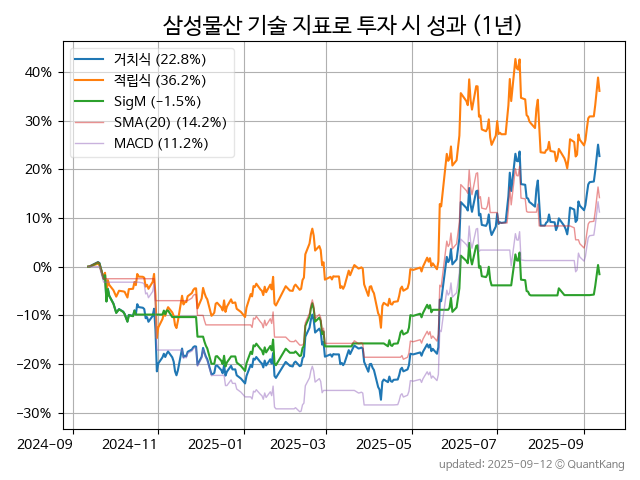 삼성물산 기술 지표로 투자 시 성과 (1년)
거치식 (22.8%)
적립식 (36.2%)
SigM (−1.5%)
SMA(20) (14.2%)
MACD (11.2%)
40%
30%
20%
10%
0%
−10%
−20%
−30%
2024-09 2024-11 2025-01 2025-03 2025-05 2025-07 2025-09
updated: 2025-09-12 © QuantKang